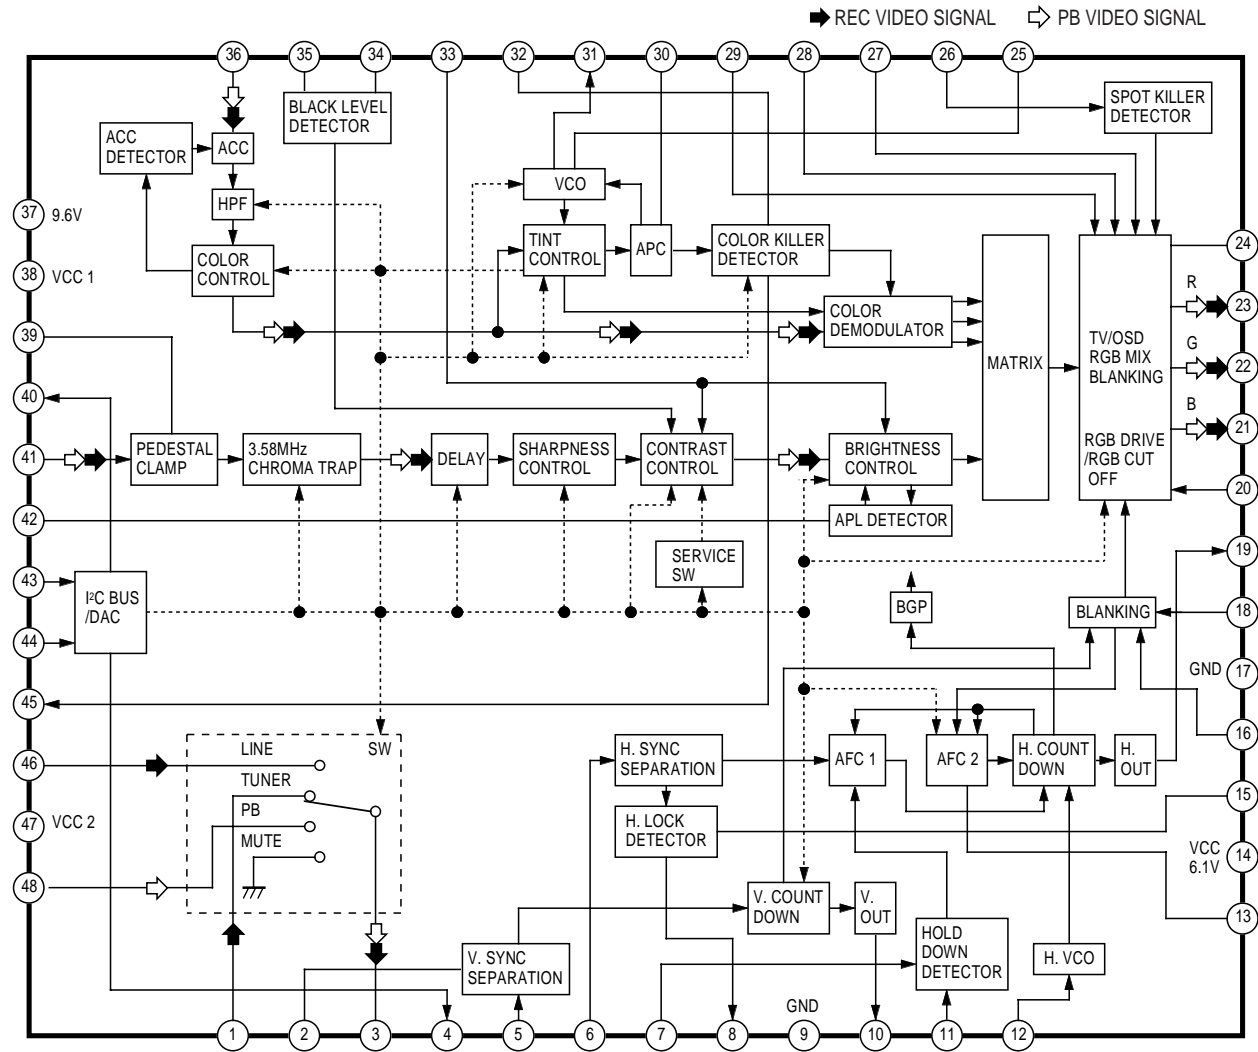 REC VIDEO SIGNAL PB VIDEO SIGNAL
36 35 34 33 32 31 30 29 28 27 26 25
BLACK LEVEL
DETECTOR
SPOT KILLER
DETECTOR
ACC
DETECTOR
ACC
VCO
HPF
37 9.6V
TINT
CONTROL
APC
COLOR KILLER
DETECTOR
24
COLOR
CONTROL
38 VCC 1
R
23
COLOR
DEMODULATOR
39
MATRIX
TV/OSD
RGB MIX
BLANKING
G
22
40
B
21
41
PEDESTAL
CLAMP
3.58MHz
CHROMA TRAP
DELAY
SHARPNESS
CONTROL
CONTRAST
CONTROL
BRIGHTNESS
CONTROL
RGB DRIVE
/RGB CUT
OFF
20
42
APL DETECTOR
19
SERVICE
SW
43
I²C BUS
/DAC
BGP
BLANKING
18
44
GND 17
45
16
SW
LINE
46
TUNER
PB
MUTE
H. SYNC
SEPARATION
AFC 1
AFC 2
H. COUNT
DOWN
H.
OUT
15
47 VCC 2
H. LOCK
DETECTOR
VCC
6.1V
14
48
V. COUNT
DOWN
V.
OUT
13
HOLD
DOWN
DETECTOR
V. SYNC
SEPARATION
H. VCO
GND
1 2 3 4 5 6 7 8 9 10 11 12